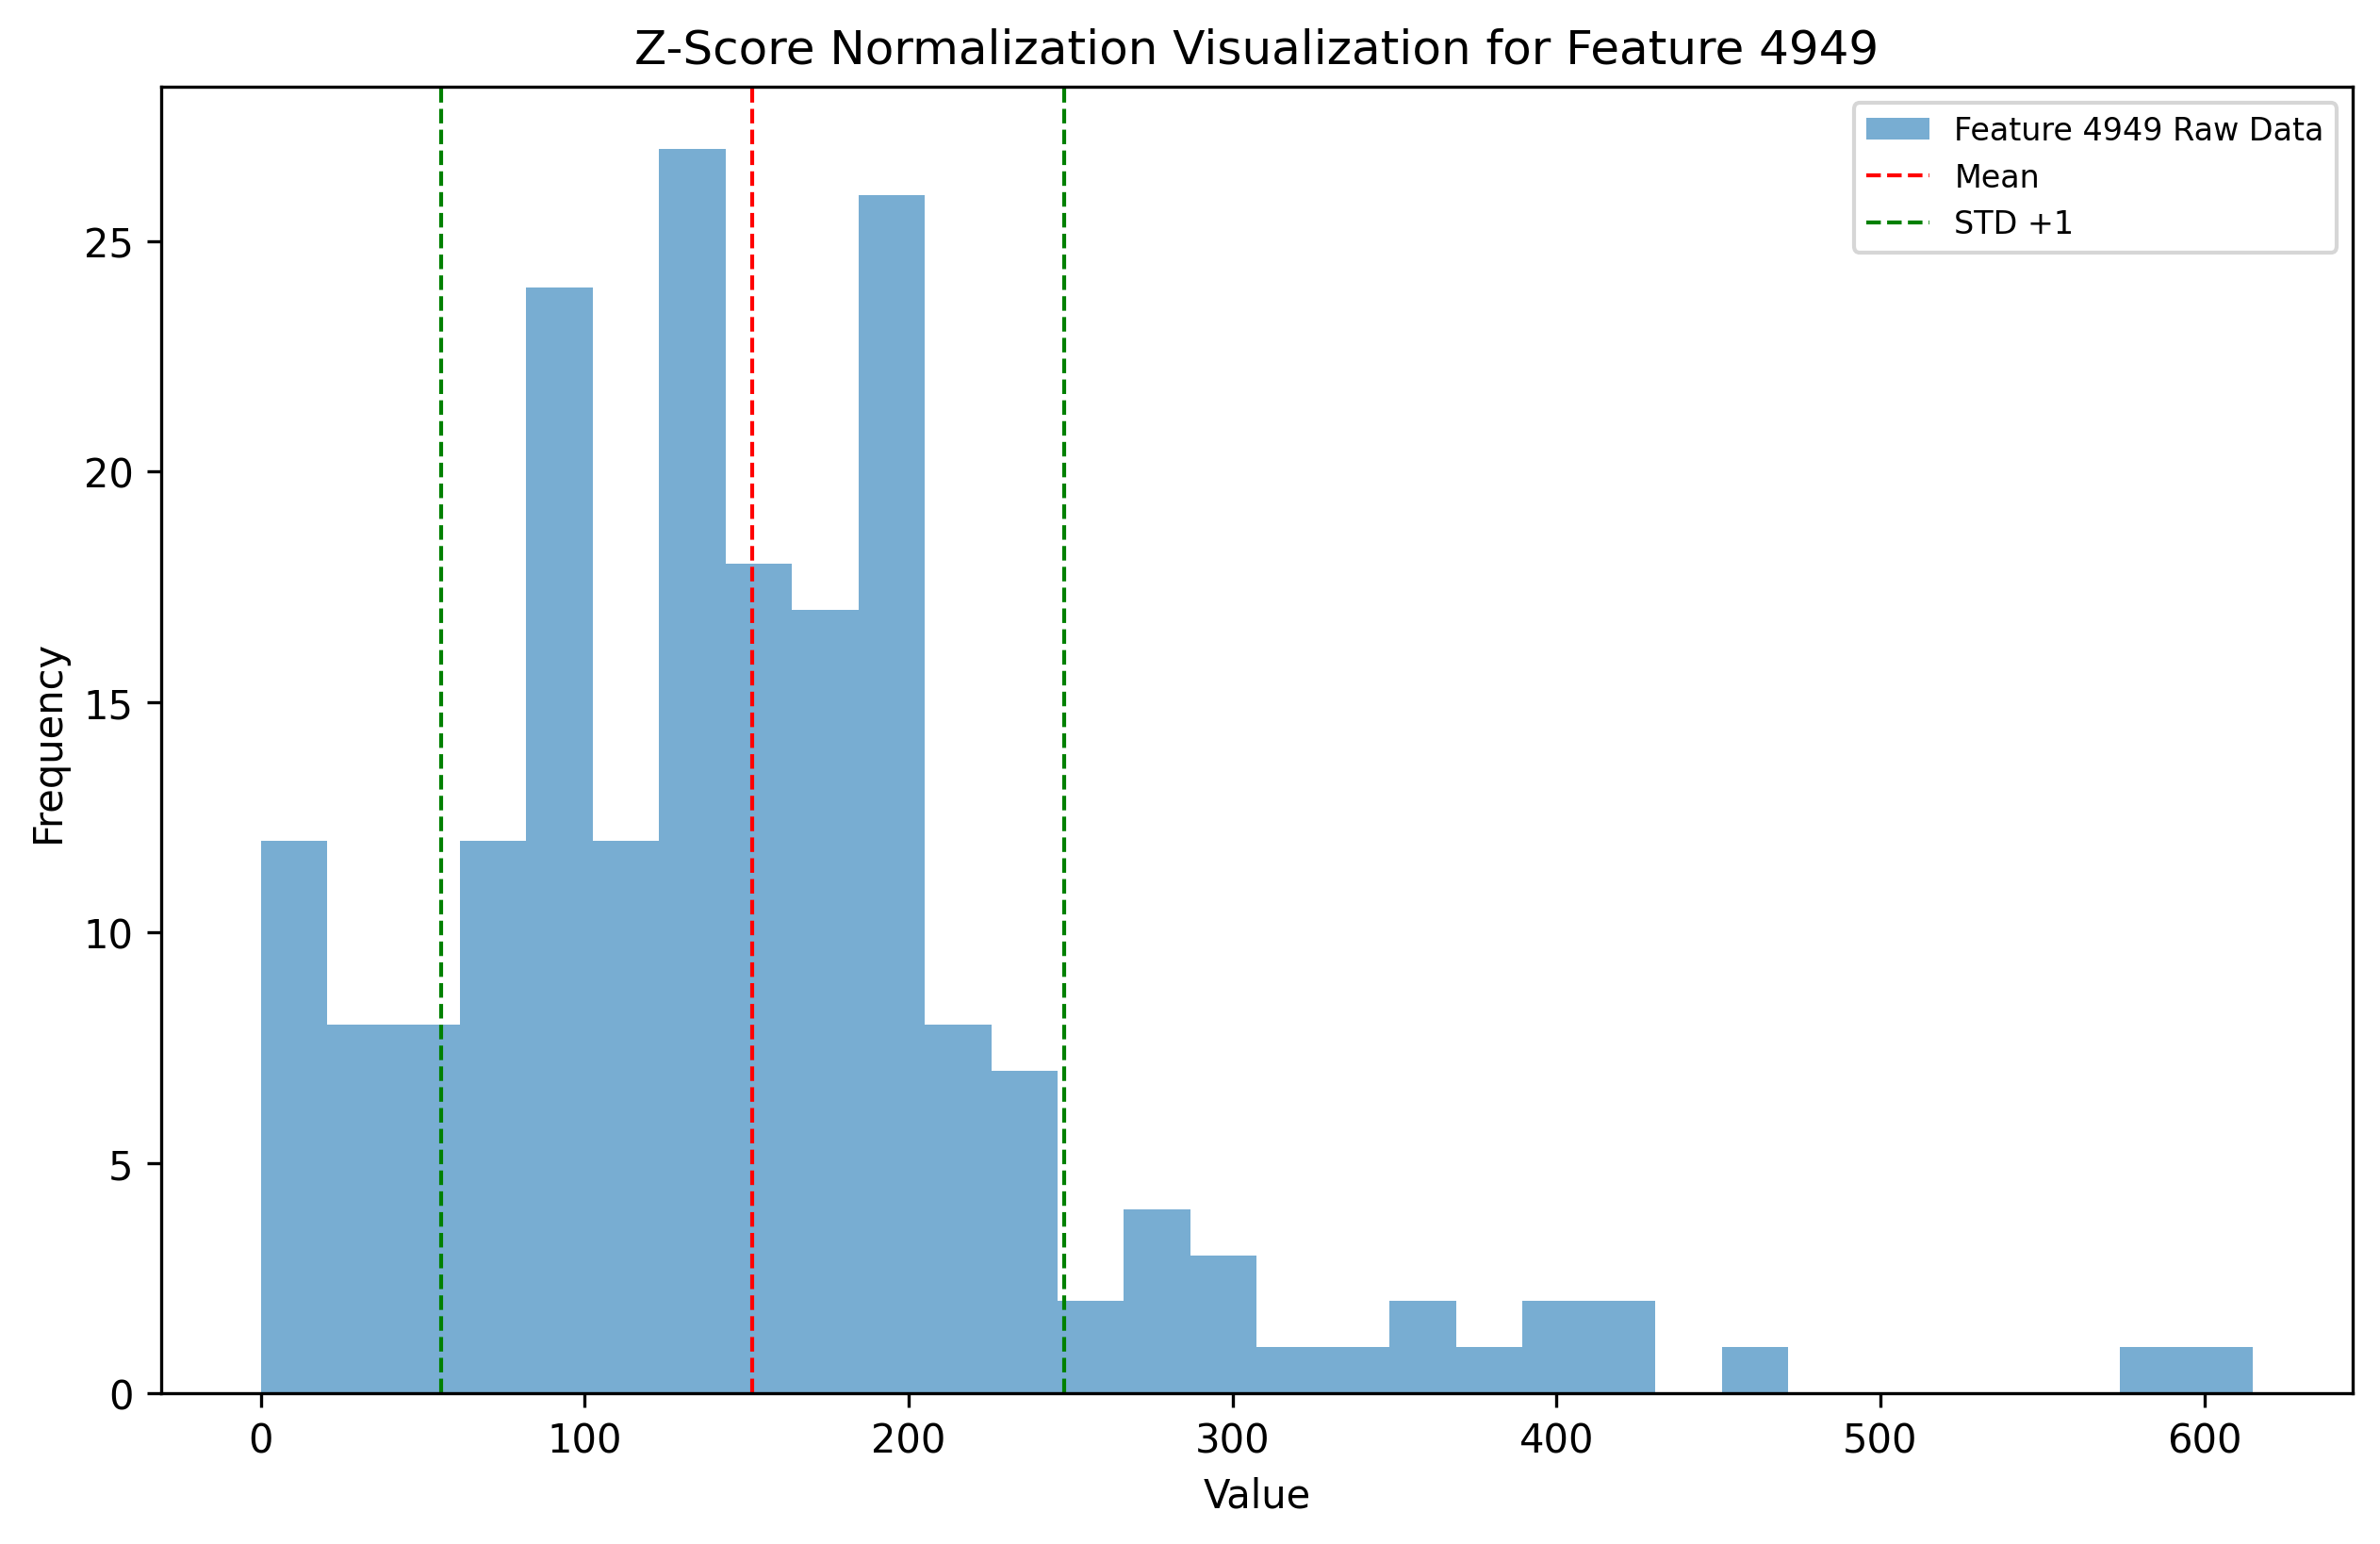 Z-Score Normalization Visualization for Feature 4949
Feature 4949 Raw Data
Mean
STD +1
Frequency
25
20
15
10
5
0
0 100 200 300 400 500 600
Value